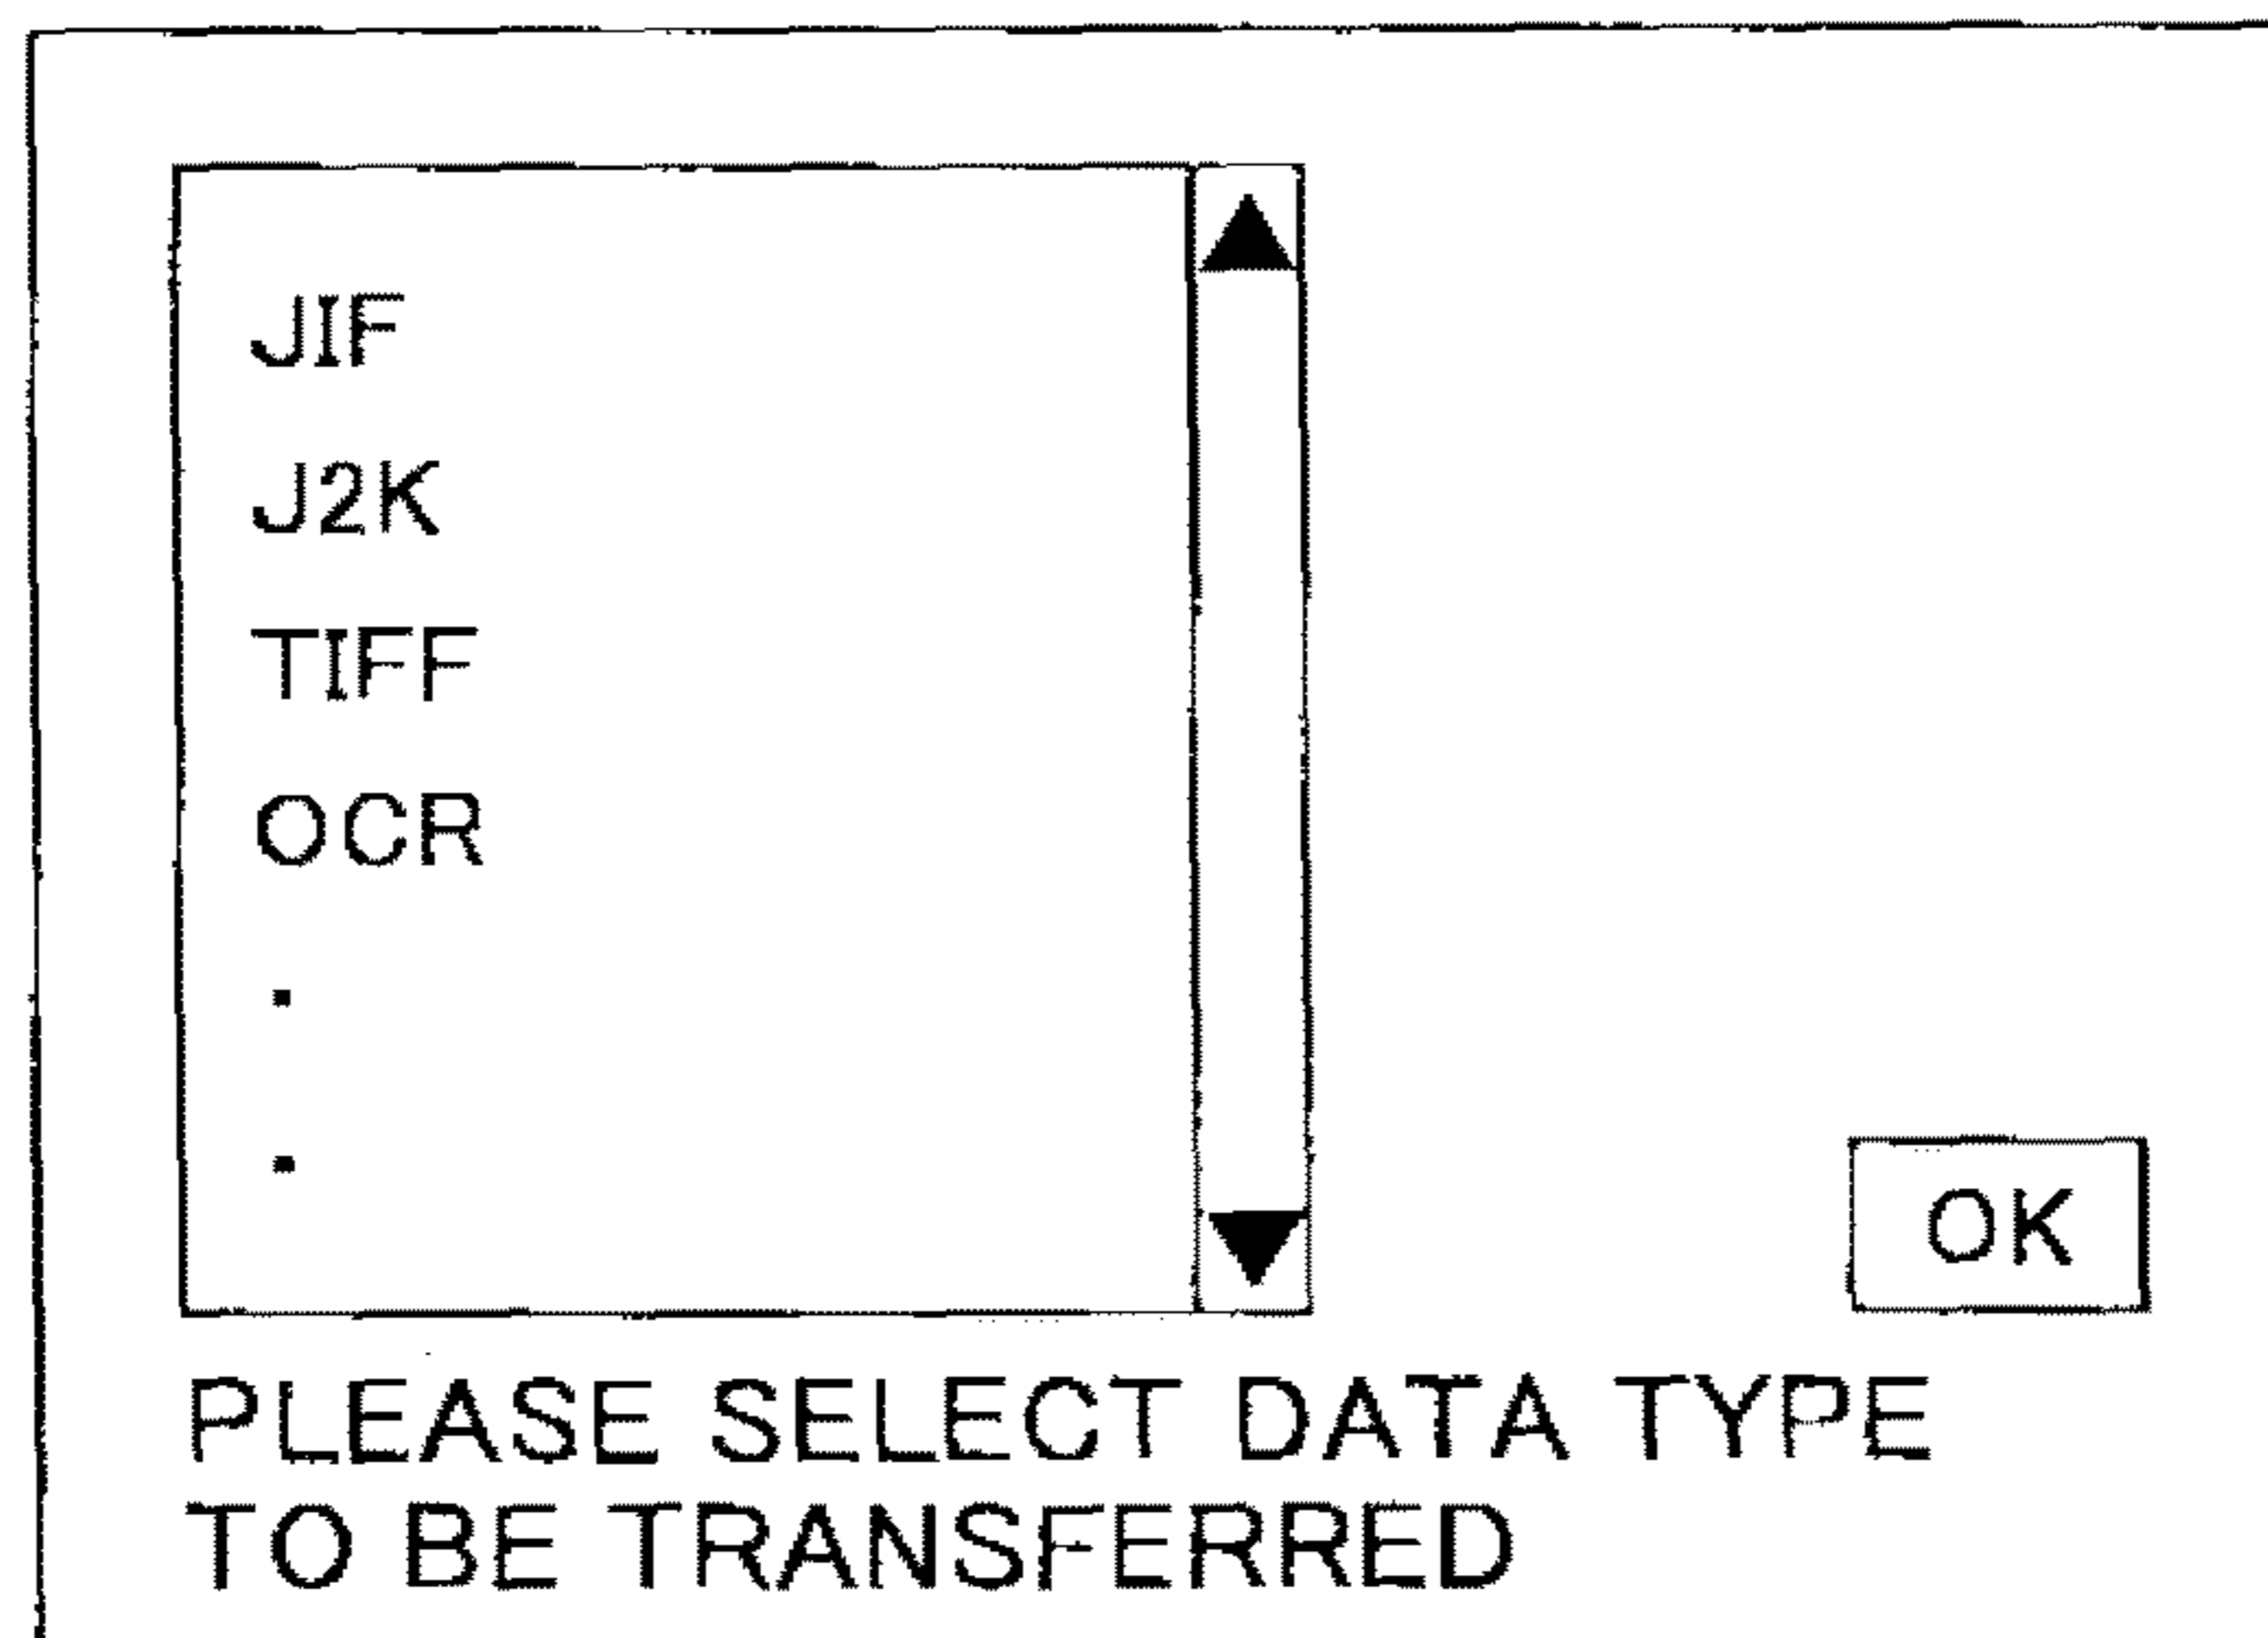 JIF
J2K
TIFF
OCR
.
.
OK
PLEASE SELECT DATA TYPE
TO BE TRANSFERRED